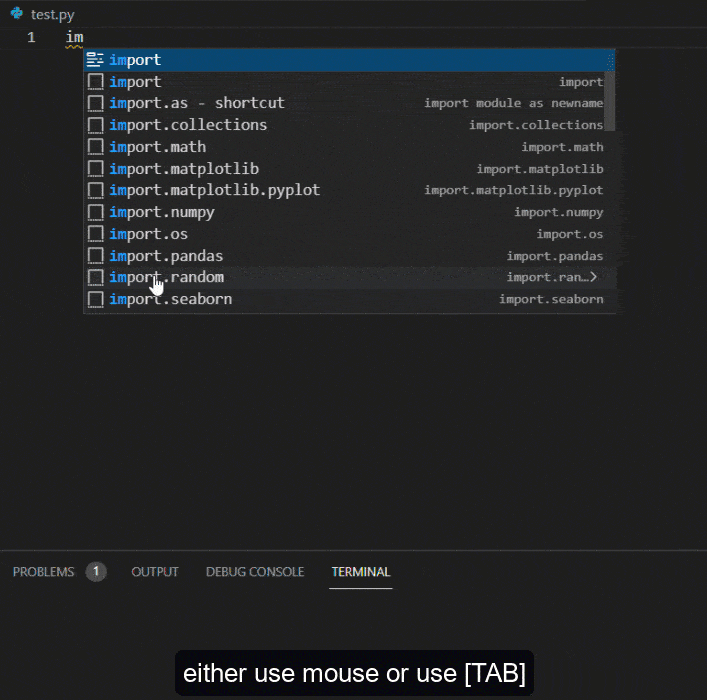 test.py
1 im
import
import import
import.as - shortcut import module as newname
import.collections import.collections
import.math import.math
import.matplotlib import.matplotlib
import.matplotlib.pyplot import.matplotlib.pyplot
import.numpy import.numpy
import.os import.os
import.pandas import.pandas
import.random import.ran…>
import.seaborn import.seaborn
PROBLEMS 1 OUTPUT DEBUG CONSOLE TERMINAL
either use mouse or use [TAB]